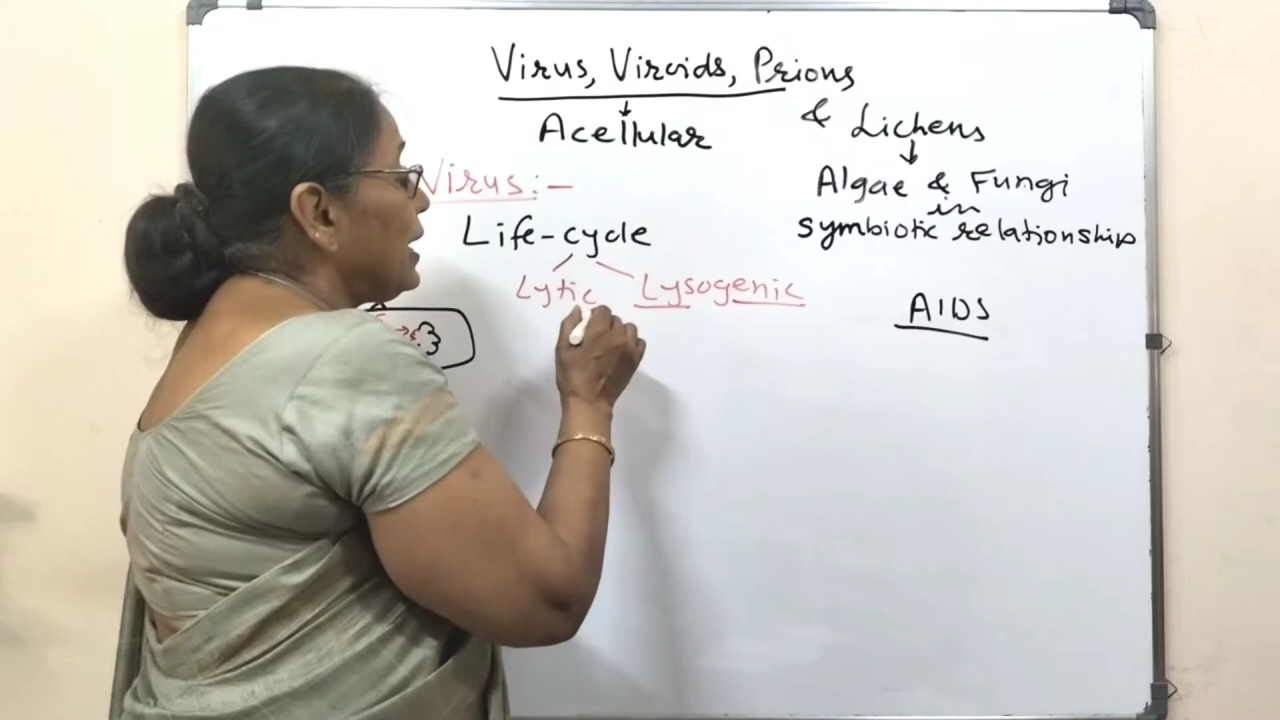 Virus, Viroids, Prions
& Lichens
Acellular
Algae & Fungi
in
symbiotic relationship
Virus:-
Life-cycle
Lytic Lysogenic
AIDS